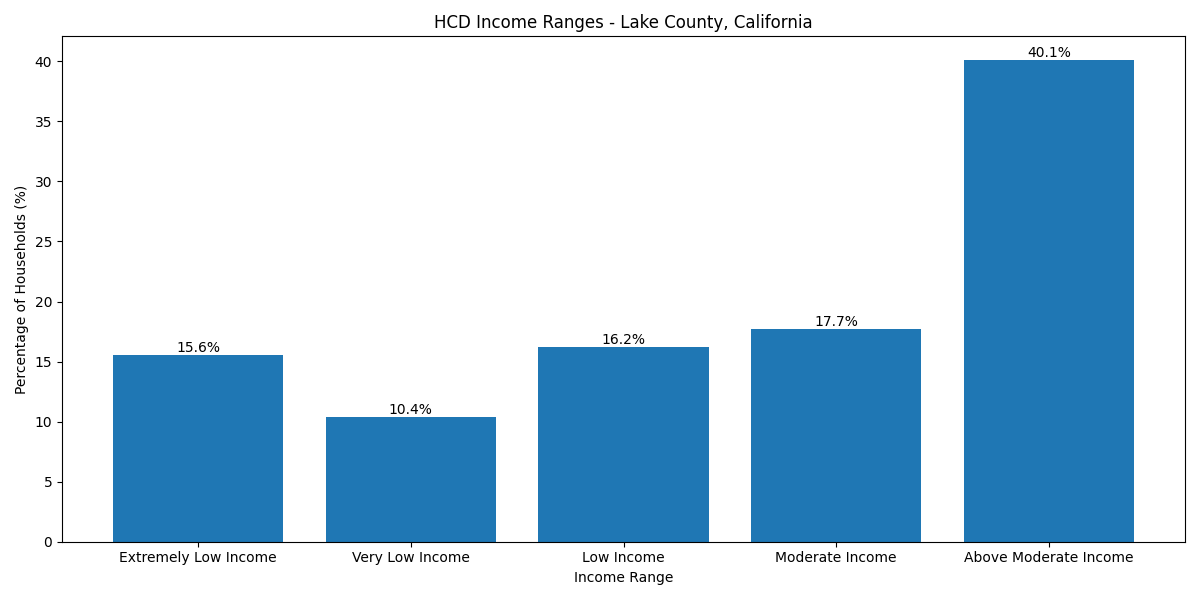 HCD Income Ranges - Lake County, California
Percentage of Households (%)
40
35
30
25
20
15
10
5
0
15.6%
10.4%
16.2%
17.7%
40.1%
Extremely Low Income
Very Low Income
Low Income
Moderate Income
Above Moderate Income
Income Range